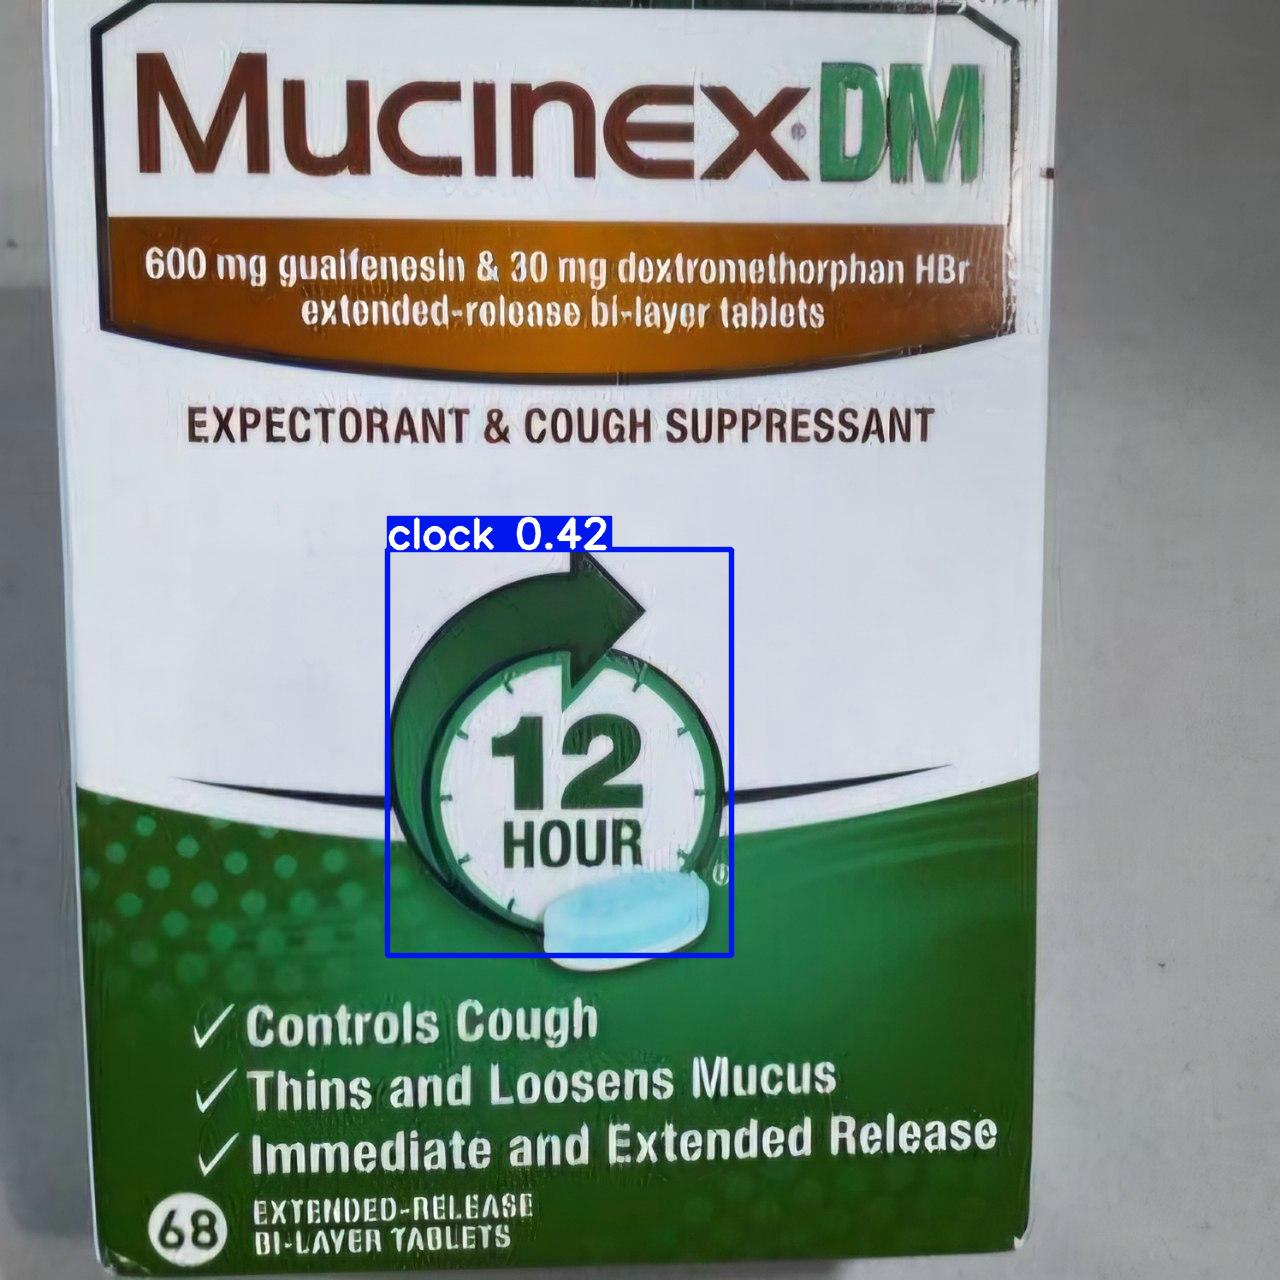 MUCINEX® DM
600 mg guaifenesin & 30 mg dextromethorphan HBr
extended-release bi-layer tablets
EXPECTORANT & COUGH SUPPRESSANT
clock 0.42
12
HOUR
®
✓ Controls Cough
✓ Thins and Loosens Mucus
✓ Immediate and Extended Release
68
EXTENDED-RELEASE
BI-LAYER TABLETS